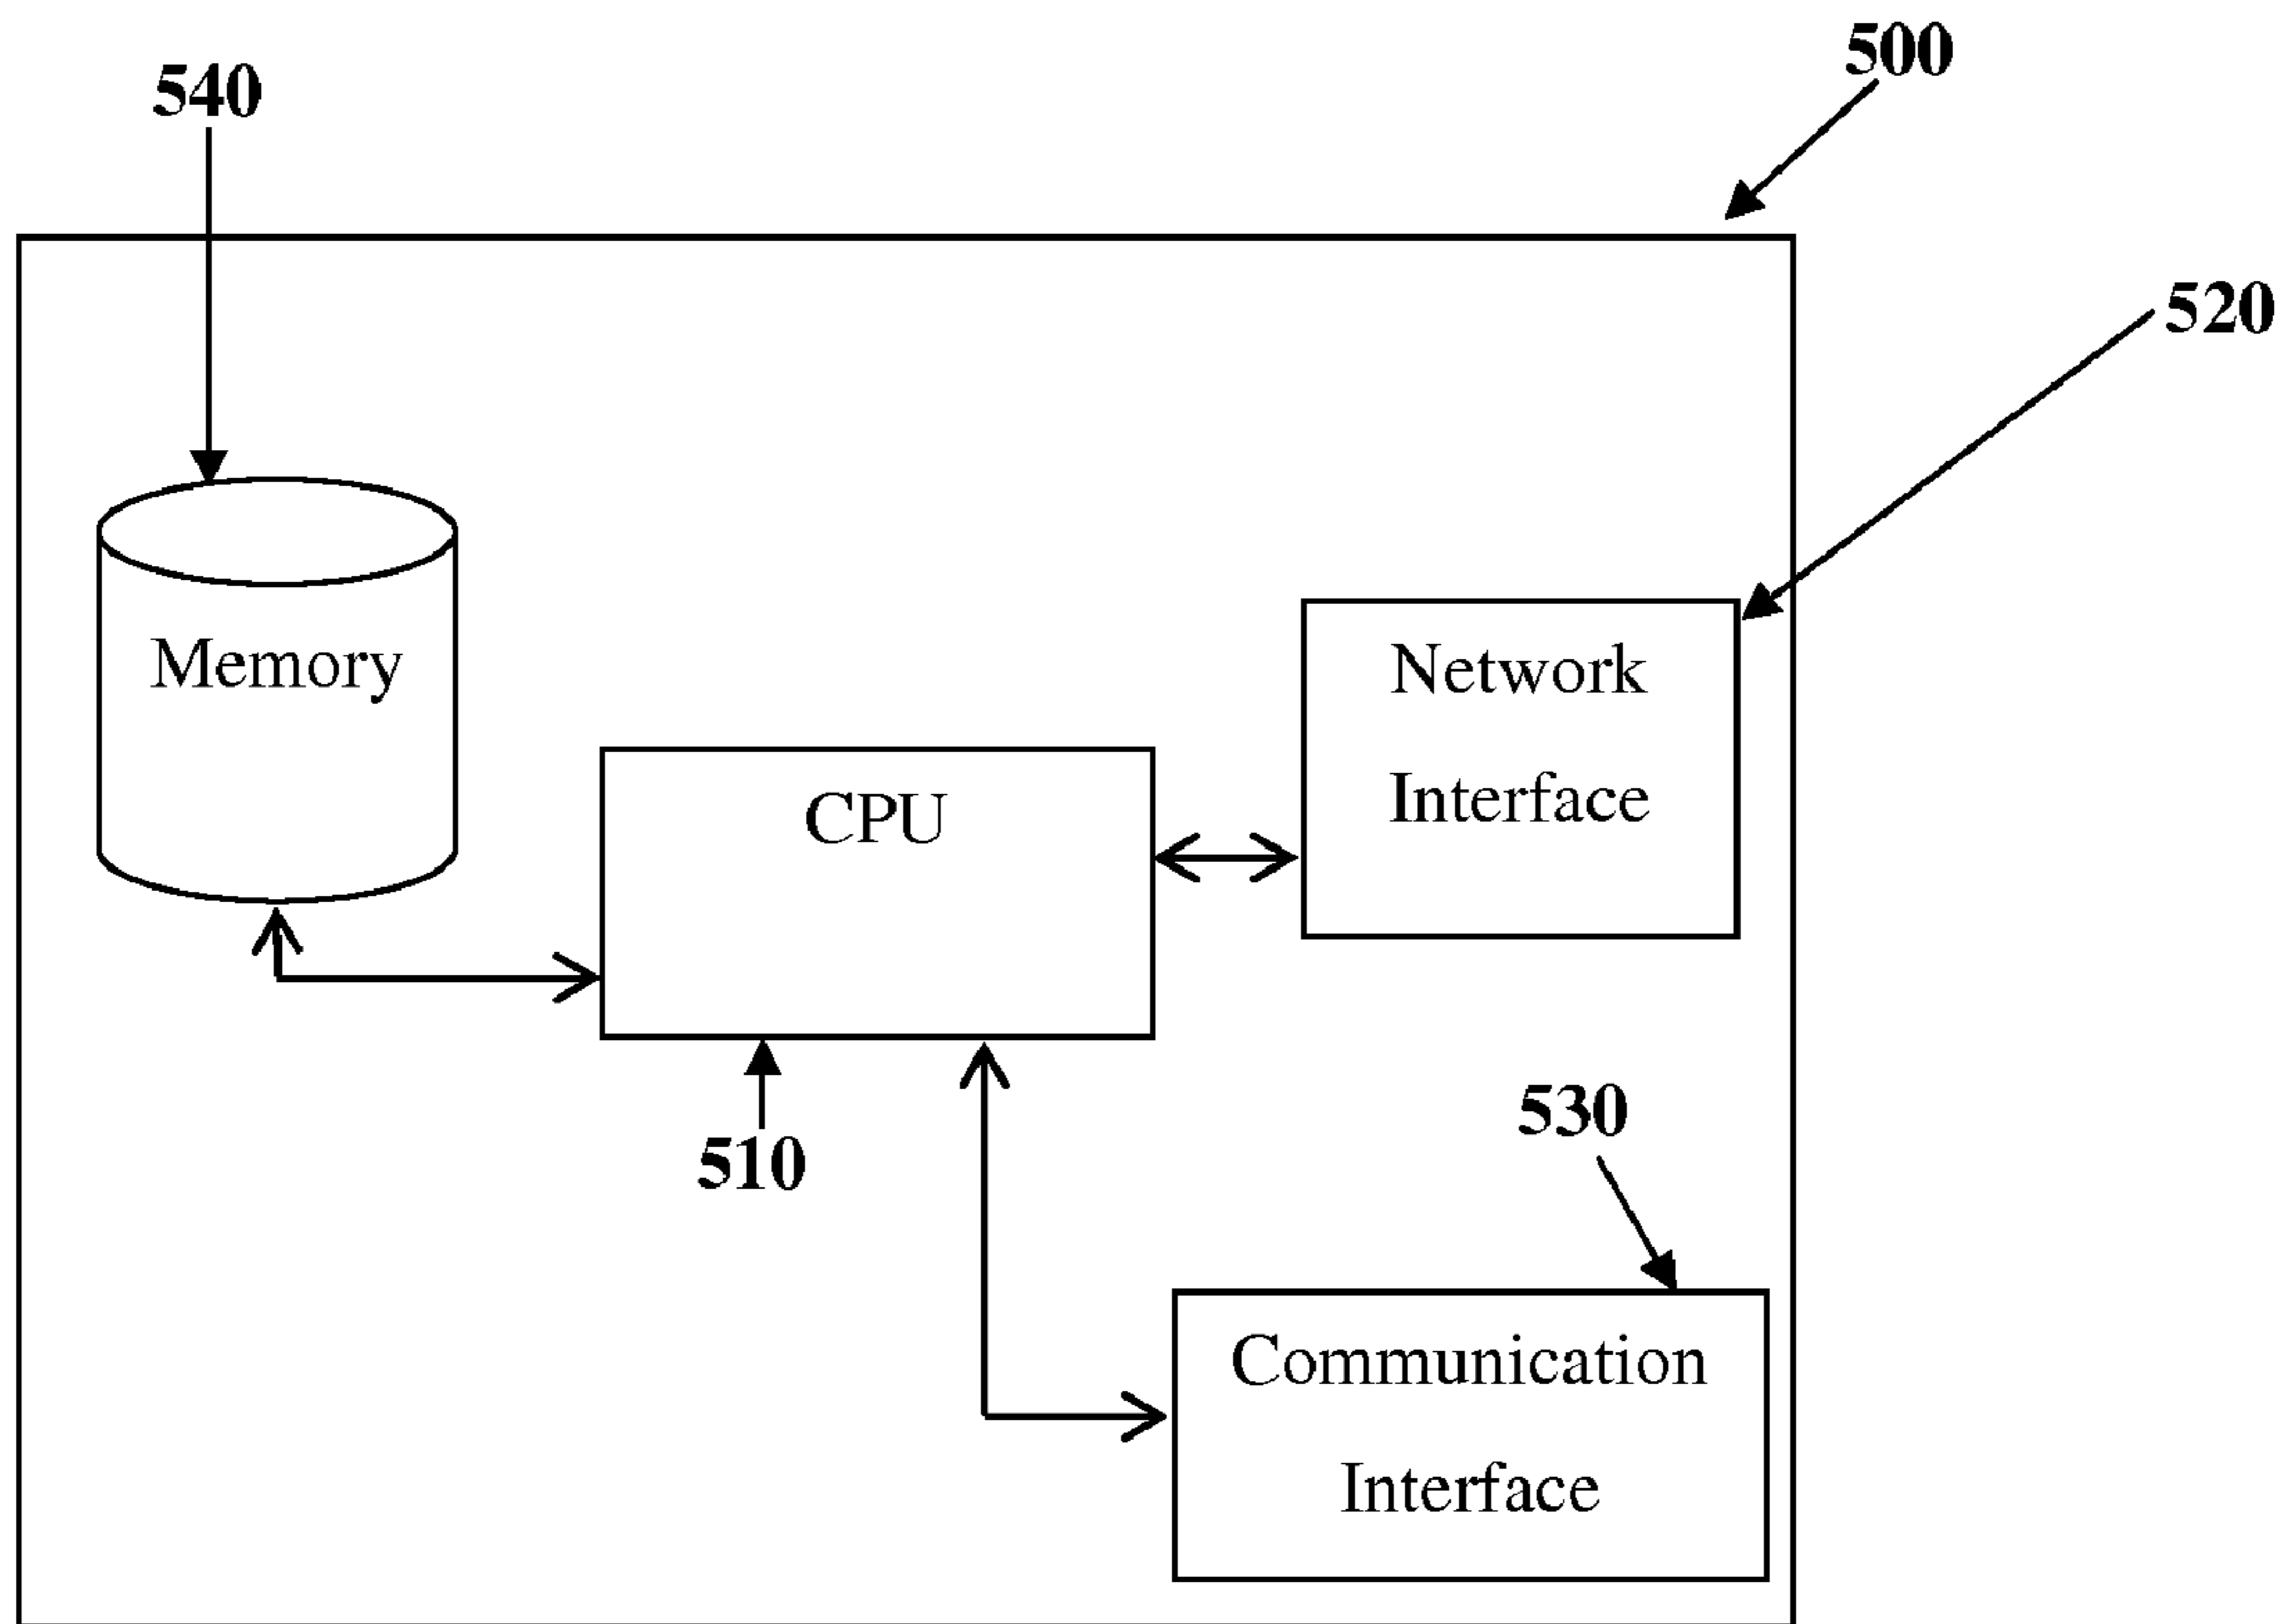 500
540
520
Memory
Network
Interface
CPU
530
510
Communication
Interface